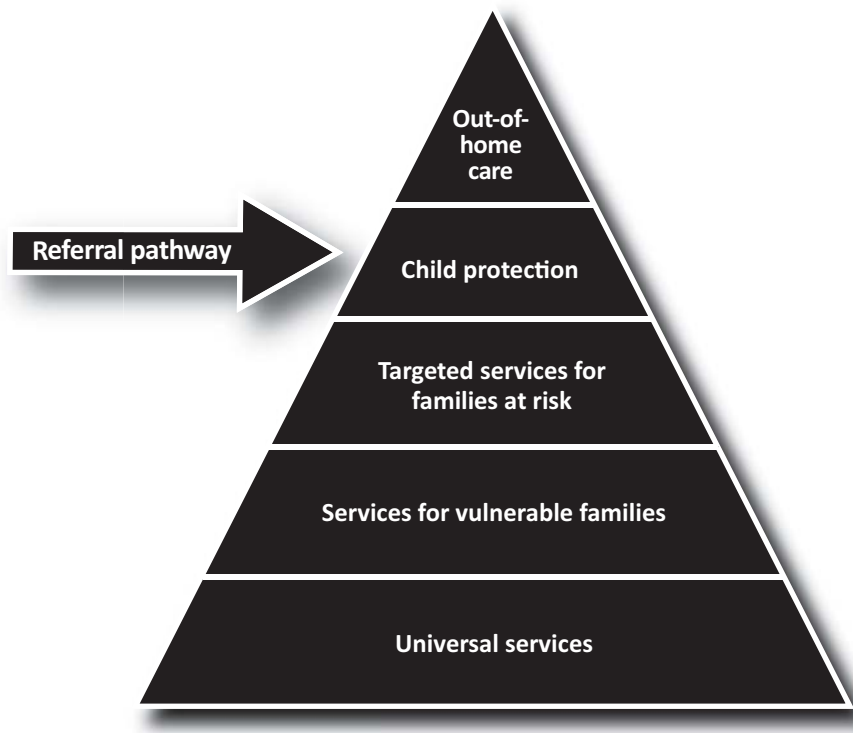 Out-of-
home
care
Referral pathway
Child protection
Targeted services for
families at risk
Services for vulnerable families
Universal services